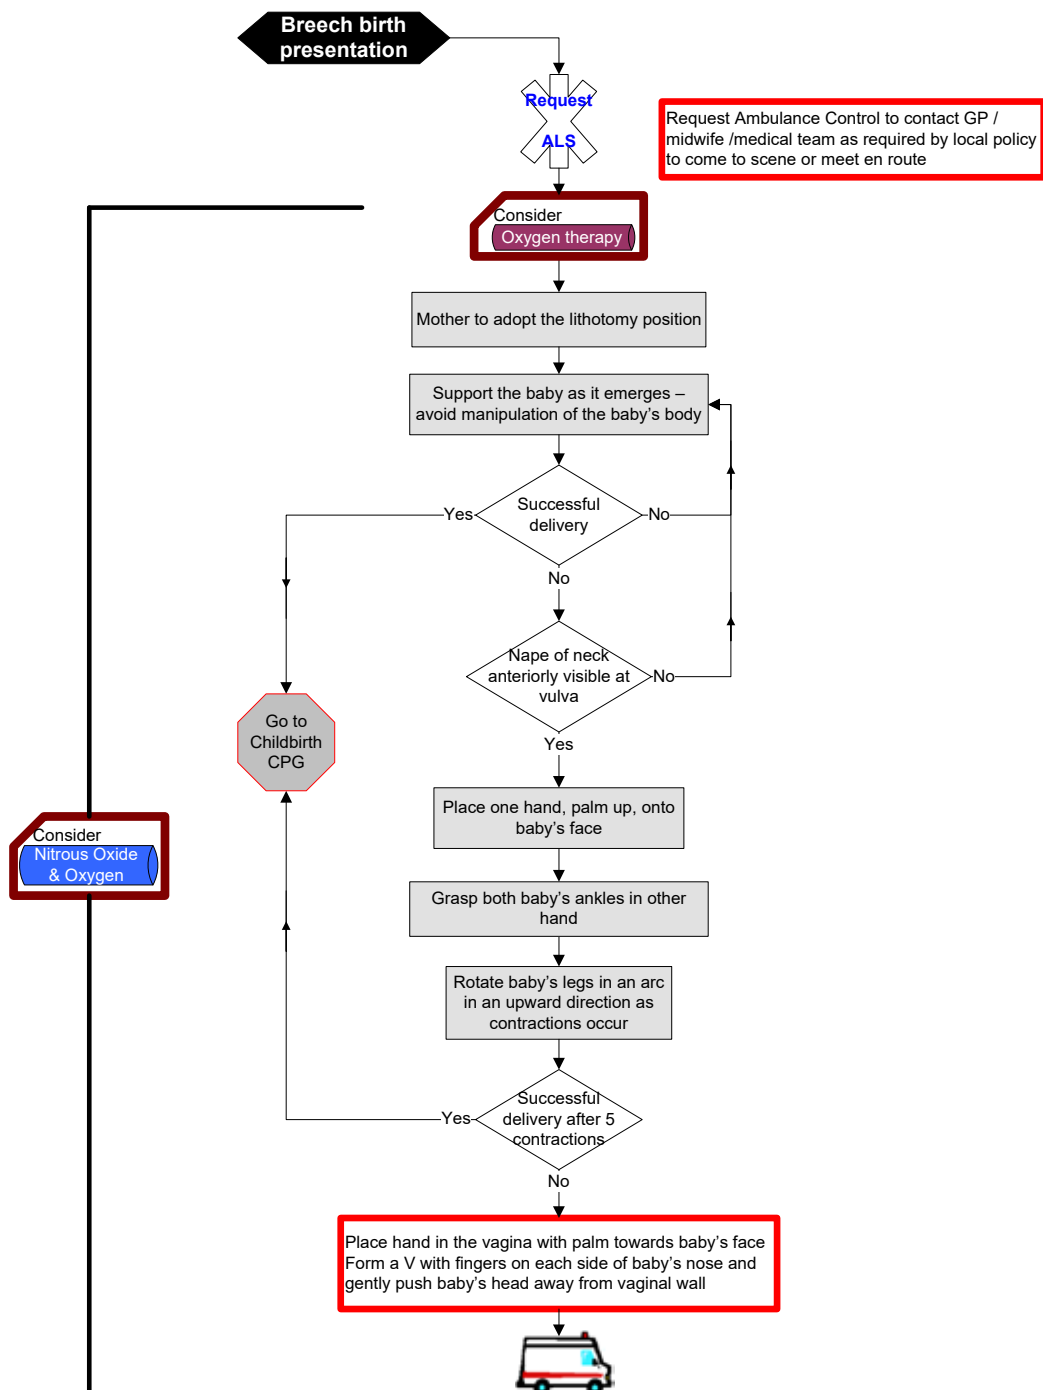 Breech birth
presentation
Request
ALS
Request Ambulance Control to contact GP /
midwife /medical team as required by local policy
to come to scene or meet en route
Consider
Oxygen therapy
Mother to adopt the lithotomy position
Support the baby as it emerges –
avoid manipulation of the baby's body
Successful
delivery
Yes
No
No
Nape of neck
anteriorly visible at
vulva
No
Yes
Go to
Childbirth
CPG
Place one hand, palm up, onto
baby's face
Consider
Nitrous Oxide
& Oxygen
Grasp both baby's ankles in other
hand
Rotate baby's legs in an arc
in an upward direction as
contractions occur
Successful
delivery after 5
contractions
Yes
No
Place hand in the vagina with palm towards baby's face
Form a V with fingers on each side of baby's nose and
gently push baby's head away from vaginal wall